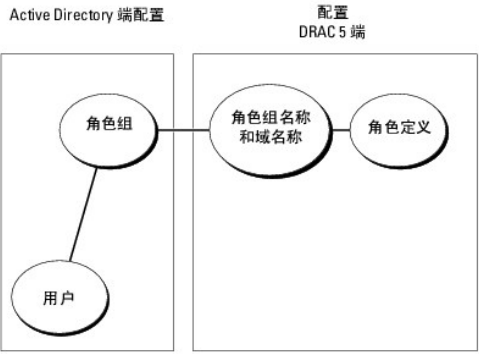 Active Directory 端配置
配置
DRAC 5 端
角色组
角色组名称
和域名称
角色定义
用户